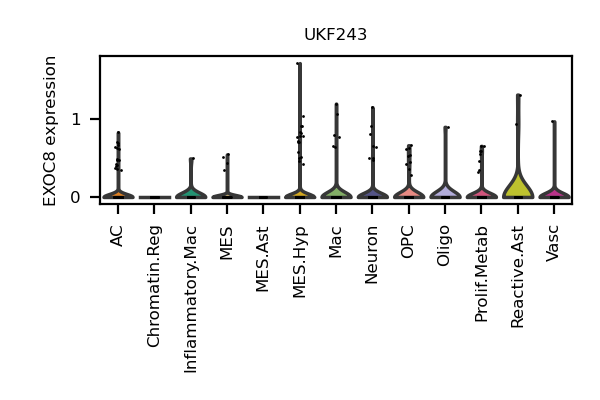 UKF243
EXOC8 expression
1
0
AC
Chromatin.Reg
Inflammatory.Mac
MES
MES.Ast
MES.Hyp
Mac
Neuron
OPC
Oligo
Prolif.Metab
Reactive.Ast
Vasc